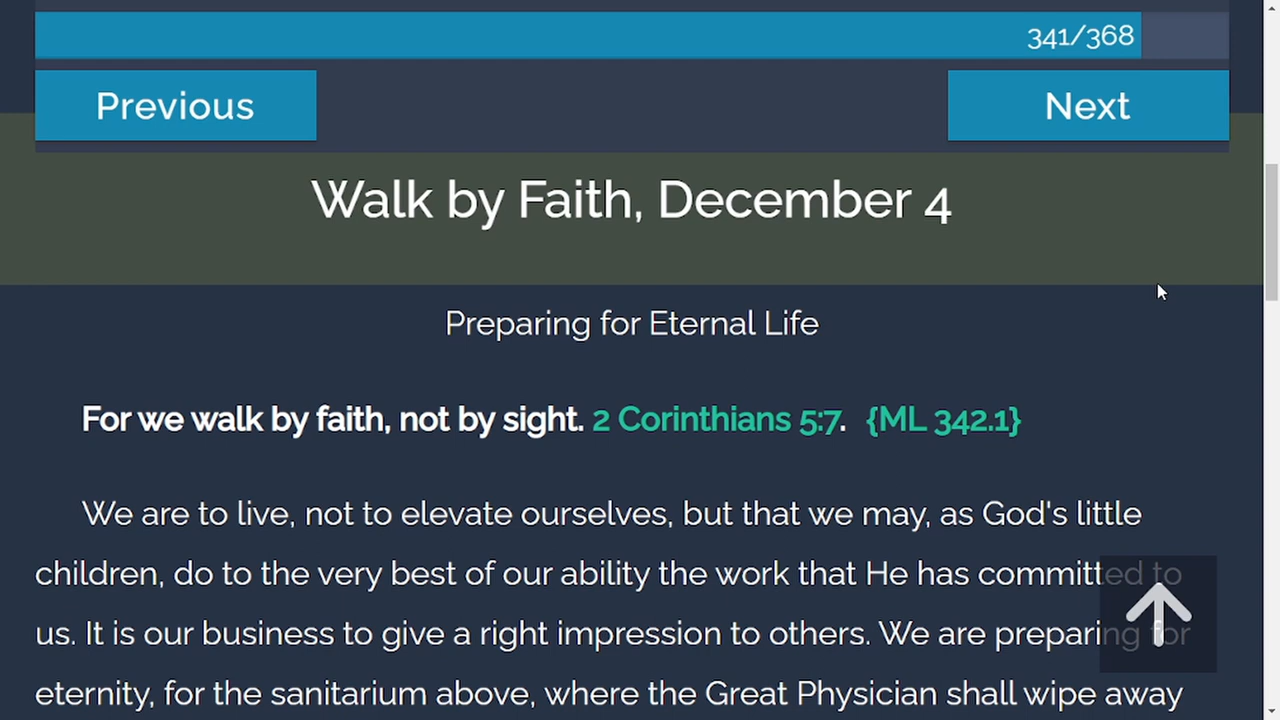 341/368
Previous
Next
Walk by Faith, December 4
Preparing for Eternal Life
For we walk by faith, not by sight. 2 Corinthians 5:7. {ML 342.1}
We are to live, not to elevate ourselves, but that we may, as God's little
children, do to the very best of our ability the work that He has committed to
us. It is our business to give a right impression to others. We are preparing for
eternity, for the sanitarium above, where the Great Physician shall wipe away